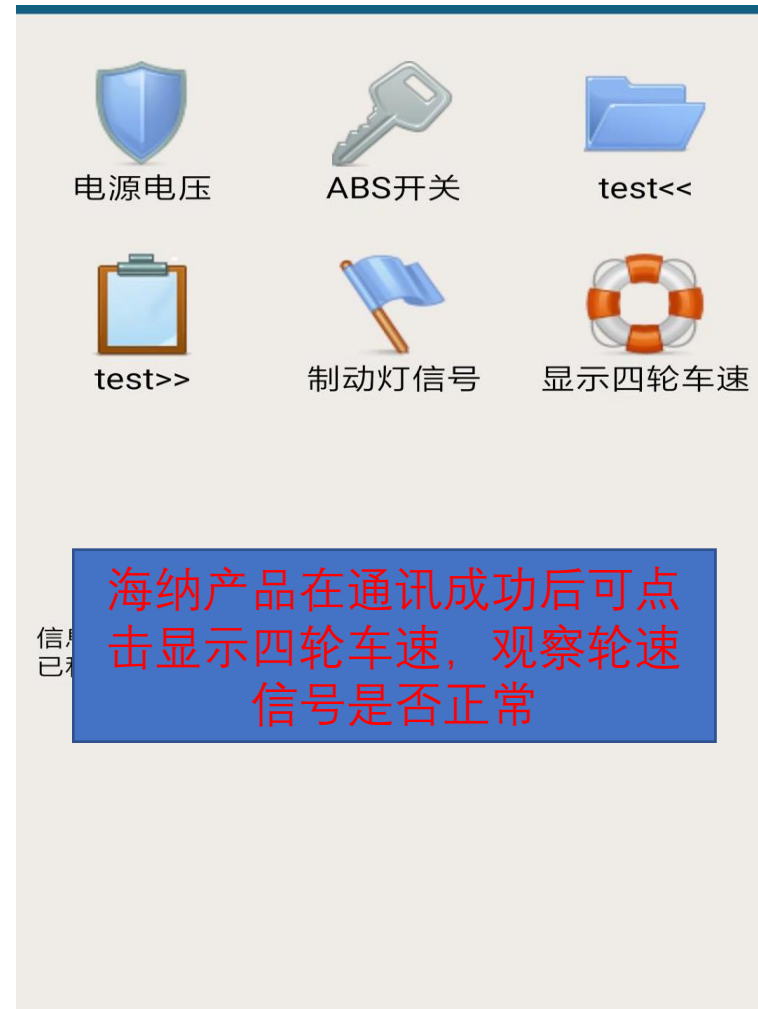 电源电压
ABS开关
test<<
test>>
制动灯信号
显示四轮车速
海纳产品在通讯成功后可点
击显示四轮车速，观察轮速
信号是否正常
信
已